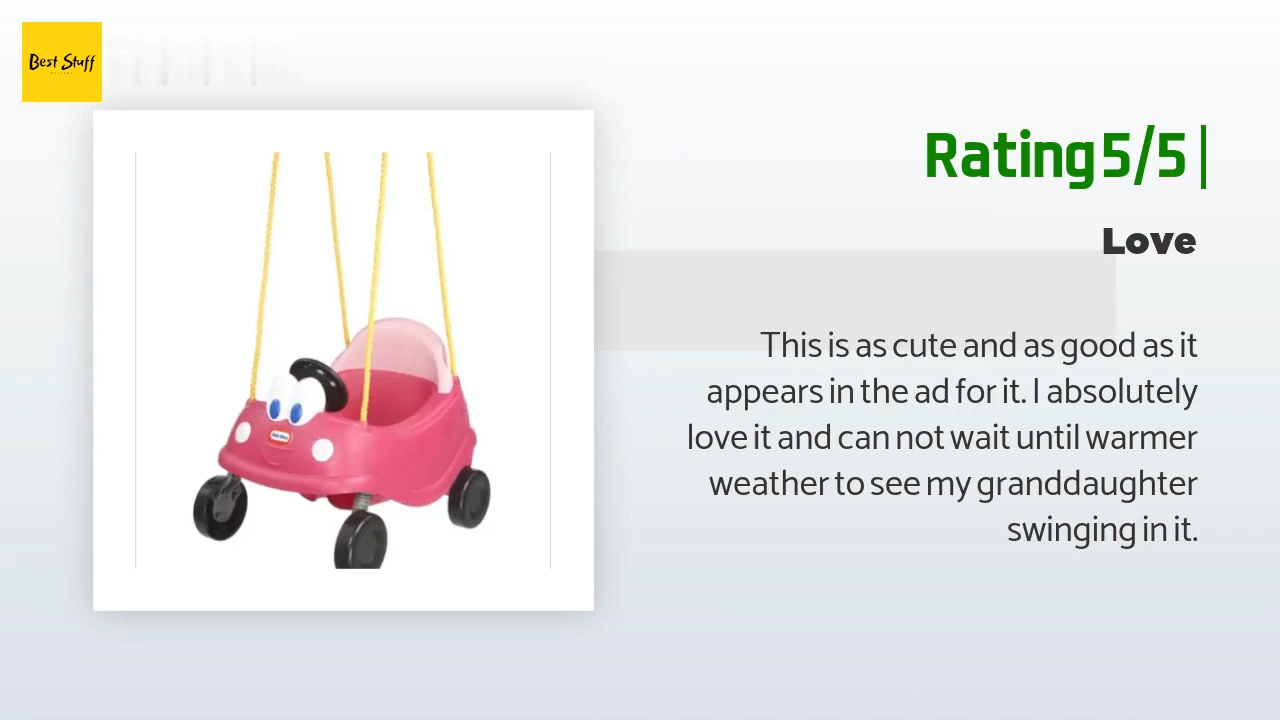 Best Stuff
Rating 5/5 |
Love
This is as cute and as good as it
appears in the ad for it. I absolutely
love it and can not wait until warmer
weather to see my granddaughter
swinging in it.